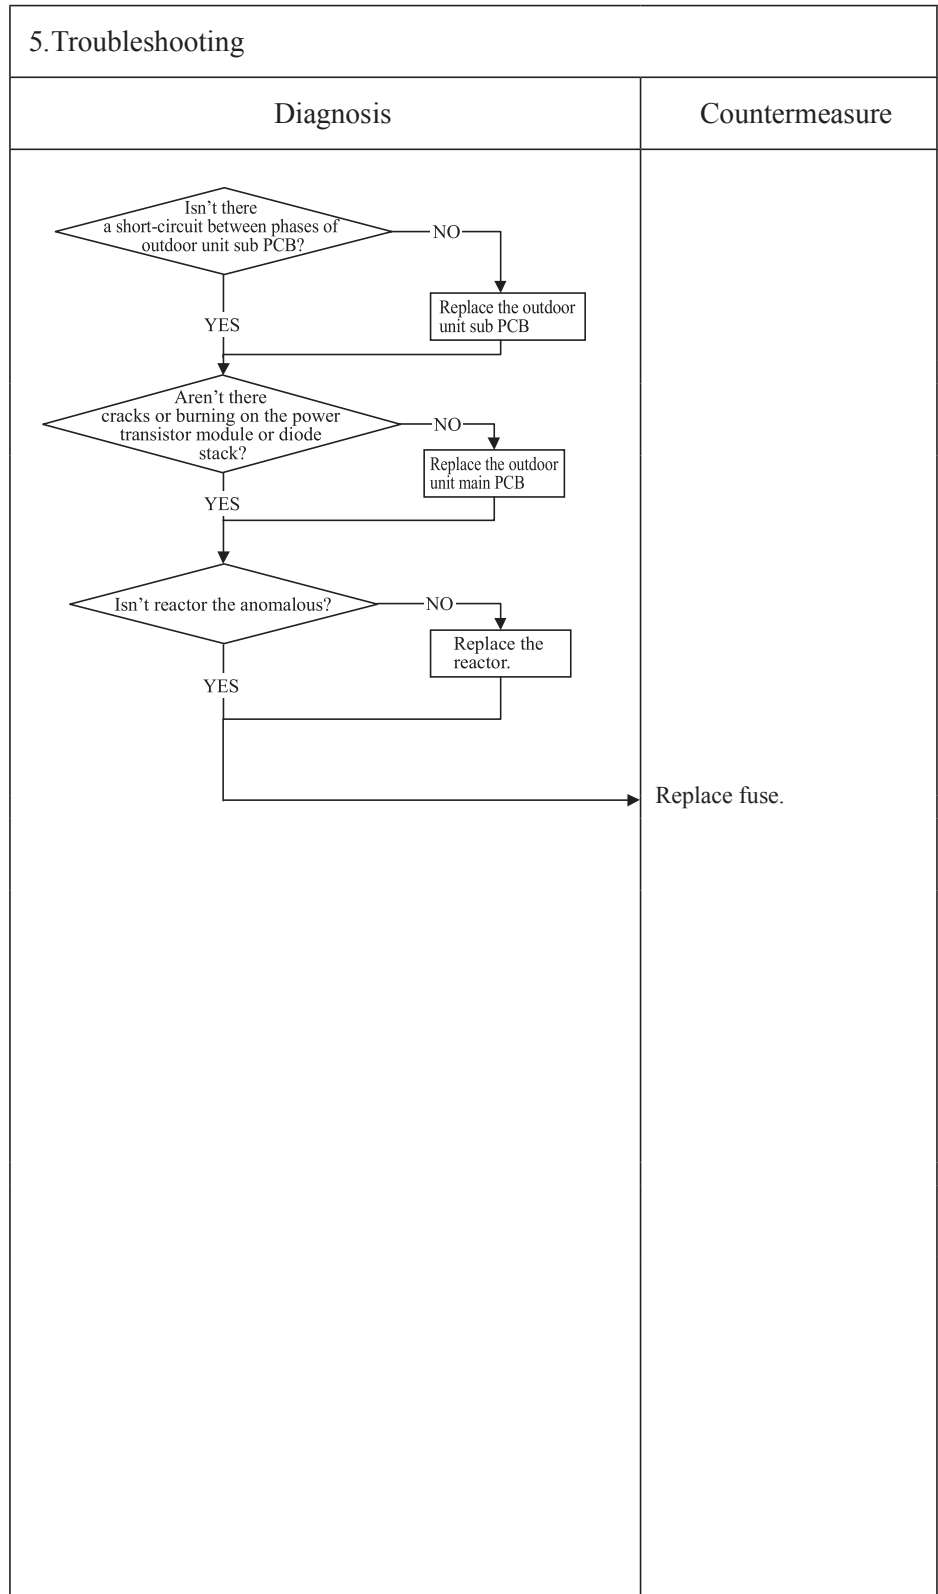 5.Troubleshooting
Diagnosis
Countermeasure
Isn’t there
a short-circuit between phases of
outdoor unit sub PCB?
NO
Replace the outdoor
unit sub PCB
YES
Aren’t there
cracks or burning on the power
transistor module or diode
stack?
NO
Replace the outdoor
unit main PCB
YES
Isn’t reactor the anomalous?
NO
Replace the
reactor.
YES
Replace fuse.